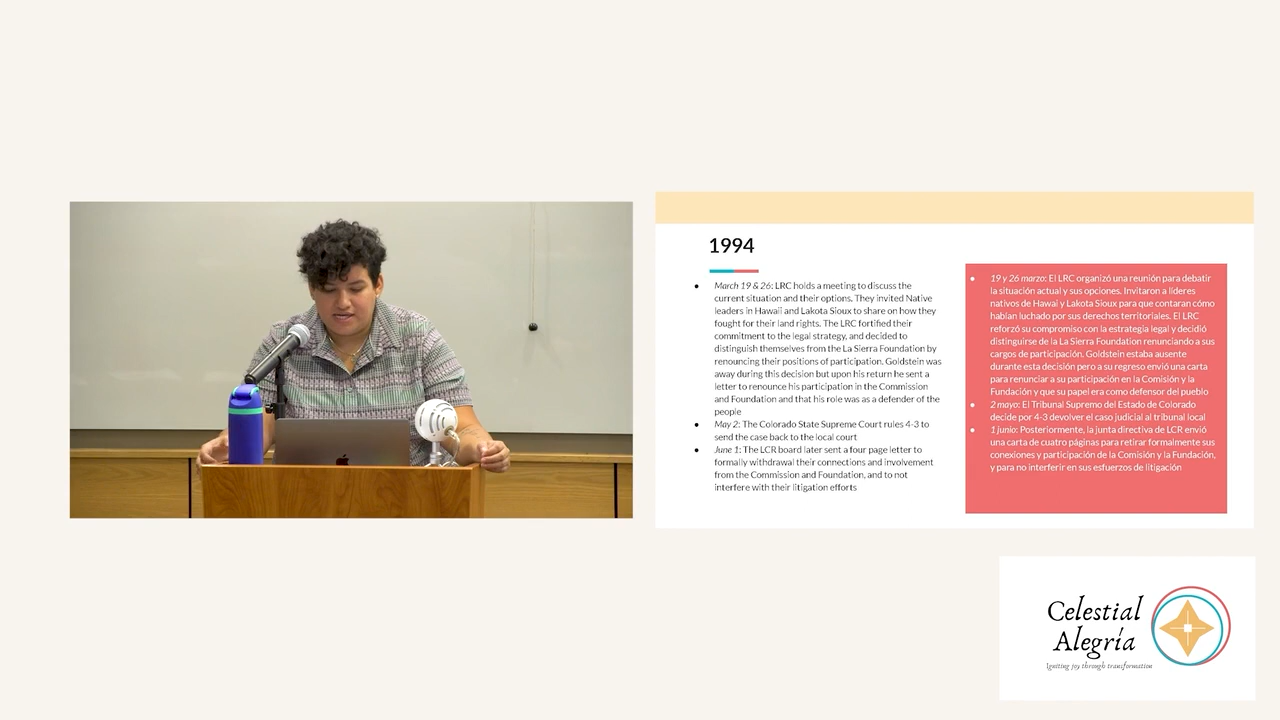 1994
● March 19 & 26: LRC holds a meeting to discuss the
current situation and their options. They invited Native
leaders in Hawaii and Lakota Sioux to share on how they
fought for their land rights. The LRC fortified their
commitment to the legal strategy, and decided to
distinguish themselves from the La Sierra Foundation by
renouncing their positions of participation. Goldstein was
away during this decision but upon his return he sent a
letter to renounce his participation in the Commission
and Foundation and that his role was as a defender of the
people
● May 2: The Colorado State Supreme Court rules 4-3 to
send the case back to the local court
● June 1: The LCR board later sent a four page letter to
formally withdrawal their connections and involvement
from the Commission and Foundation, and to not
interfere with their litigation efforts
● 19 y 26 marzo: El LRC organizó una reunión para debatir
la situación actual y sus opciones. Invitaron a líderes
nativos de Hawai y Lakota Sioux para que contaran cómo
habían luchado por sus derechos territoriales. El LRC
reforzó su compromiso con la estrategia legal y decidió
distinguirse de la La Sierra Foundation renunciando a sus
cargos de participación. Goldstein estaba ausente
durante esta decisión pero a su regreso envió una carta
para renunciar a su participación en la Comisión y la
Fundación y que su papel era como defensor del pueblo
● 2 mayo: El Tribunal Supremo del Estado de Colorado
decide por 4-3 devolver el caso judicial al tribunal local
● 1 junio: Posteriormente, la junta directiva de LCR envió
una carta de cuatro páginas para retirar formalmente sus
conexiones y participación de la Comisión y la Fundación,
y para no interferir en sus esfuerzos de litigación
Celestial
Alegría
Igniting joy through transformation